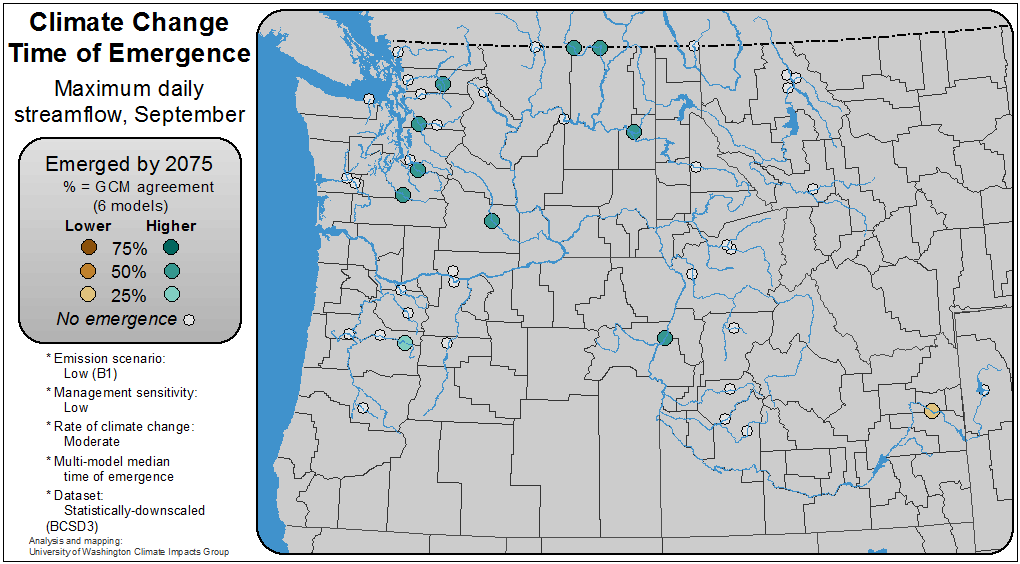 Climate Change
Time of Emergence
Maximum daily
streamflow, September
Emerged by 2075
% = GCM agreement
(6 models)
Lower Higher
75%
50%
25%
No emergence
* Emission scenario:
Low (B1)
* Management sensitivity:
Low
* Rate of climate change:
Moderate
* Multi-model median
time of emergence
* Dataset:
Statistically-downscaled
(BCSD3)
Analysis and mapping:
University of Washington Climate Impacts Group